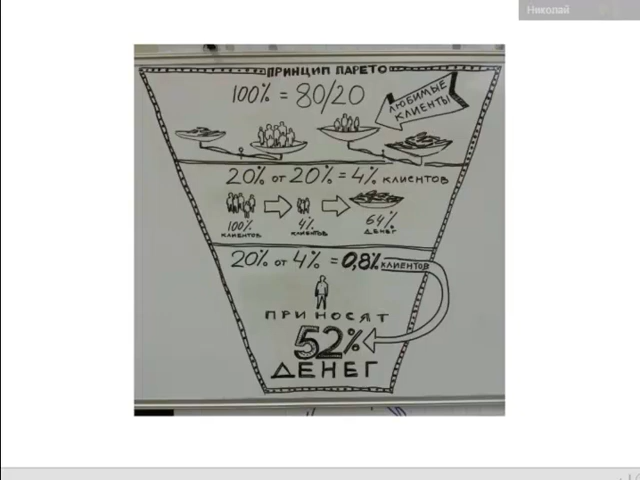 Николай
ПРИНЦИП ПАРЕТО
100% = 80/20
ЛЮБИМЫЕ
КЛИЕНТЫ
20% от 20% = 4% КЛИЕНТОВ
100%
КЛИЕНТОВ
4%
КЛИЕНТОВ
64%
ДЕНЕГ
20% от 4% = 0,8% КЛИЕНТОВ
ПРИНОСЯТ
52%
ДЕНЕГ